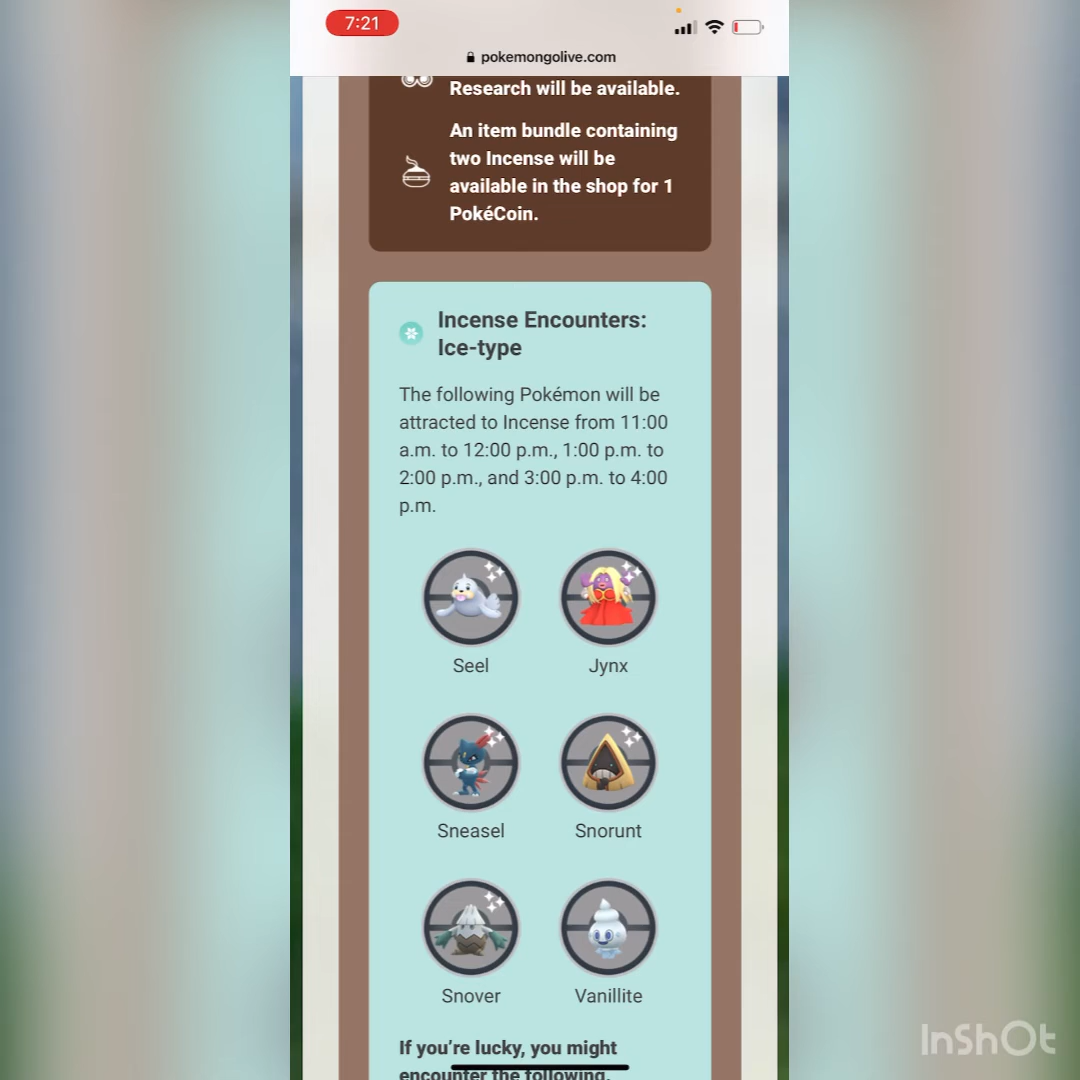 7:21
pokemongolive.com
Research will be available.
An item bundle containing
two Incense will be
available in the shop for 1
PokéCoin.
Incense Encounters:
Ice-type
The following Pokémon will be
attracted to Incense from 11:00
a.m. to 12:00 p.m., 1:00 p.m. to
2:00 p.m., and 3:00 p.m. to 4:00
p.m.
Seel
Jynx
Sneasel
Snorunt
Snover
Vanillite
If you're lucky, you might
encounter the following.
InShOt